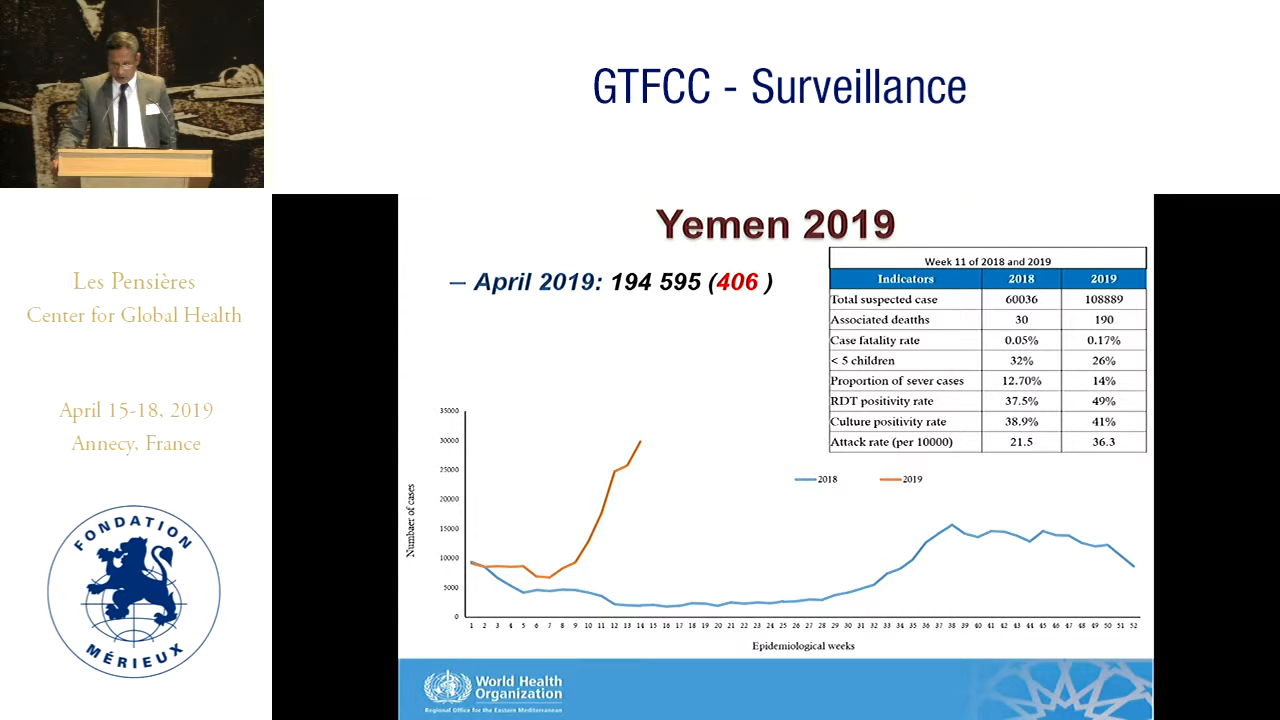 GTFCC - Surveillance
Les Pensières
Center for Global Health
April 15-18, 2019
Annecy, France
FONDATION
MÉRIEUX
Yemen 2019
– April 2019: 194 595 (406 )
Week 11 of 2018 and 2019
Indicators 2018 2019
Total suspected case 60036 108889
Associated deatths 30 190
Case fatality rate 0.05% 0.17%
< 5 children 32% 26%
Proportion of sever cases 12.70% 14%
RDT positivity rate 37.5% 49%
Culture positivity rate 38.9% 41%
Attack rate (per 10000) 21.5 36.3
2018 2019
Numbaer of cases
35000
30000
25000
20000
15000
10000
5000
0
1 2 3 4 5 6 7 8 9 10 11 12 13 14 15 16 17 18 19 20 21 22 23 24 25 26 27 28 29 30 31 32 33 34 35 36 37 38 39 40 41 42 43 44 45 46 47 48 49 50 51 52
Epidemiological weeks
World Health
Organization
Regional Office for the Eastern Mediterranean